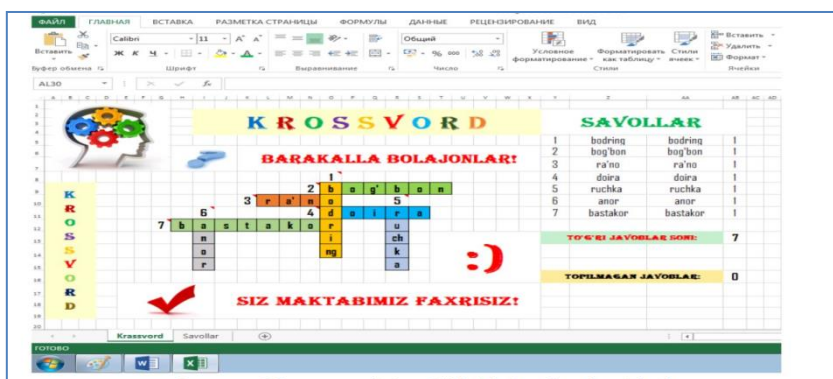 ФАЙЛ ГЛАВНАЯ ВСТАВКА РАЗМЕТКА СТРАНИЦЫ ФОРМУЛЫ ДАННЫЕ РЕЦЕНЗИРОВАНИЕ ВИД
Calibri 11 Общий
Вставить Ж К Ч % 000 Условное форматирование Форматировать как таблицу Стили ячеек
Вставить
Удалить
Формат
Буфер обмена Шрифт Выравнивание Число Стили Ячейки
AL30 fx
KROSSVORD
SAVOLLAR
BARAKALLA BOLAJONLAR!
1 bodring bodring 1
2 bog'bon bog'bon 1
3 ra'no ra'no 1
4 doira doira 1
5 ruchka ruchka 1
6 anor anor 1
7 bastakor bastakor 1
KROSSVORD
1
2 b o g' b o n
3 r a' n o 5
6 4 d o i r a
7 b a s t a k o r u
n i ch
o ng k
r a
:)
TO'G'RI JAVOBLAR SONI: 7
TOPILMAGAN JAVOBLAR: 0
SIZ MAKTABIMIZ FAXRISIZ!
Krassvord Savollar
ГОТОВО